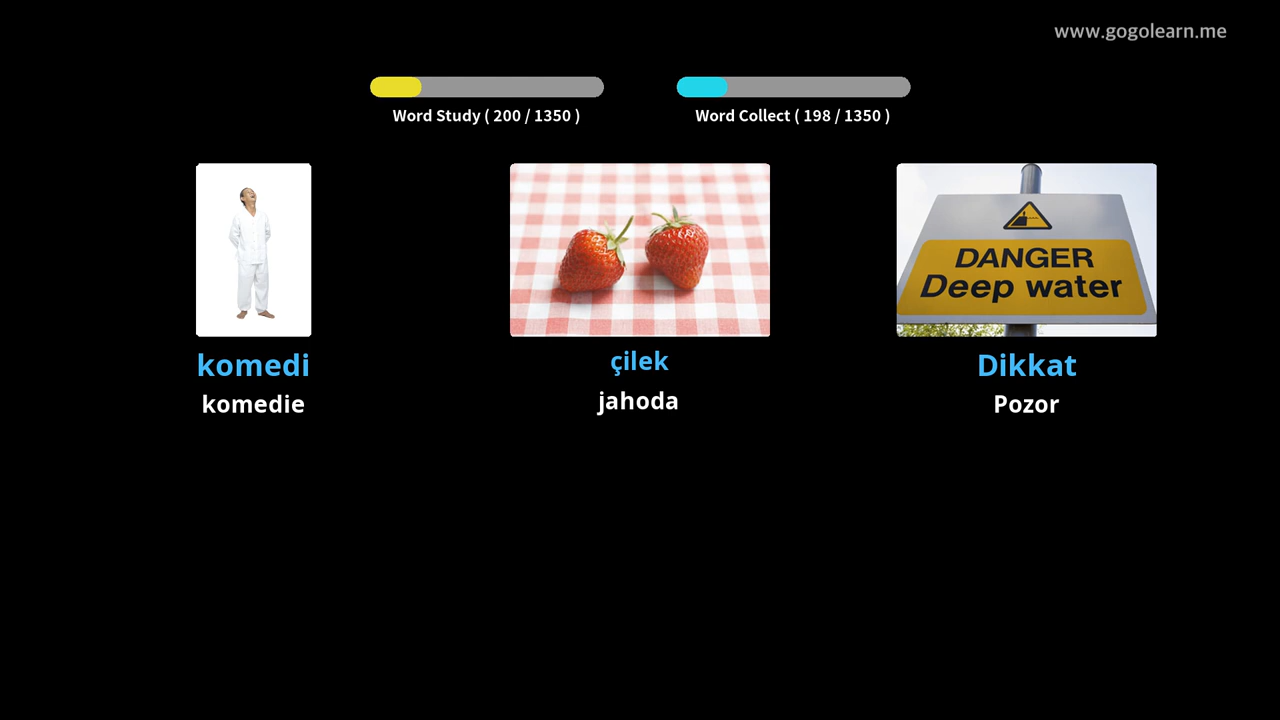 www.gogolearn.me
Word Study ( 200 / 1350 )
Word Collect ( 198 / 1350 )
DANGER
Deep water
komedi
komedie
çilek
jahoda
Dikkat
Pozor